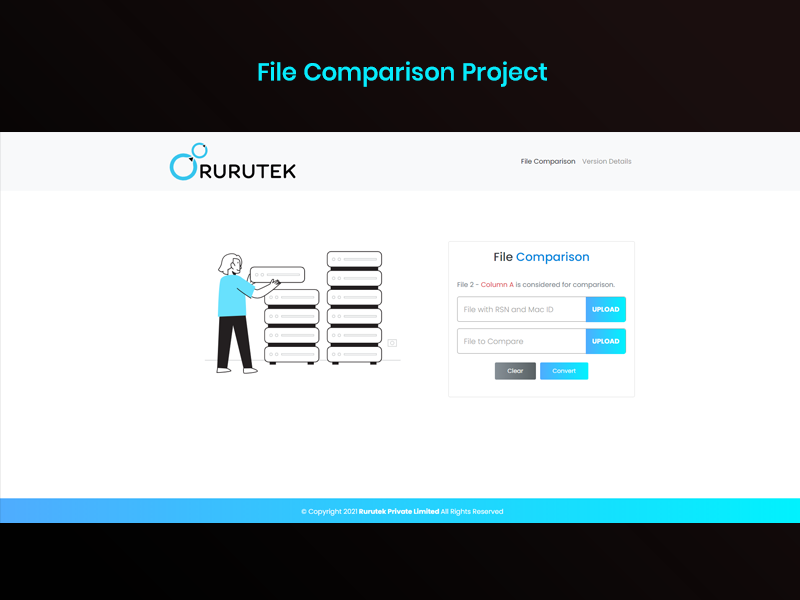 File Comparison Project
RURUTEK
File Comparison Version Details
File Comparison
File 2 - Column A is considered for comparison.
File with RSN and Mac ID UPLOAD
File to Compare UPLOAD
Clear Convert
© Copyright 2021 Rurutek Private Limited All Rights Reserved